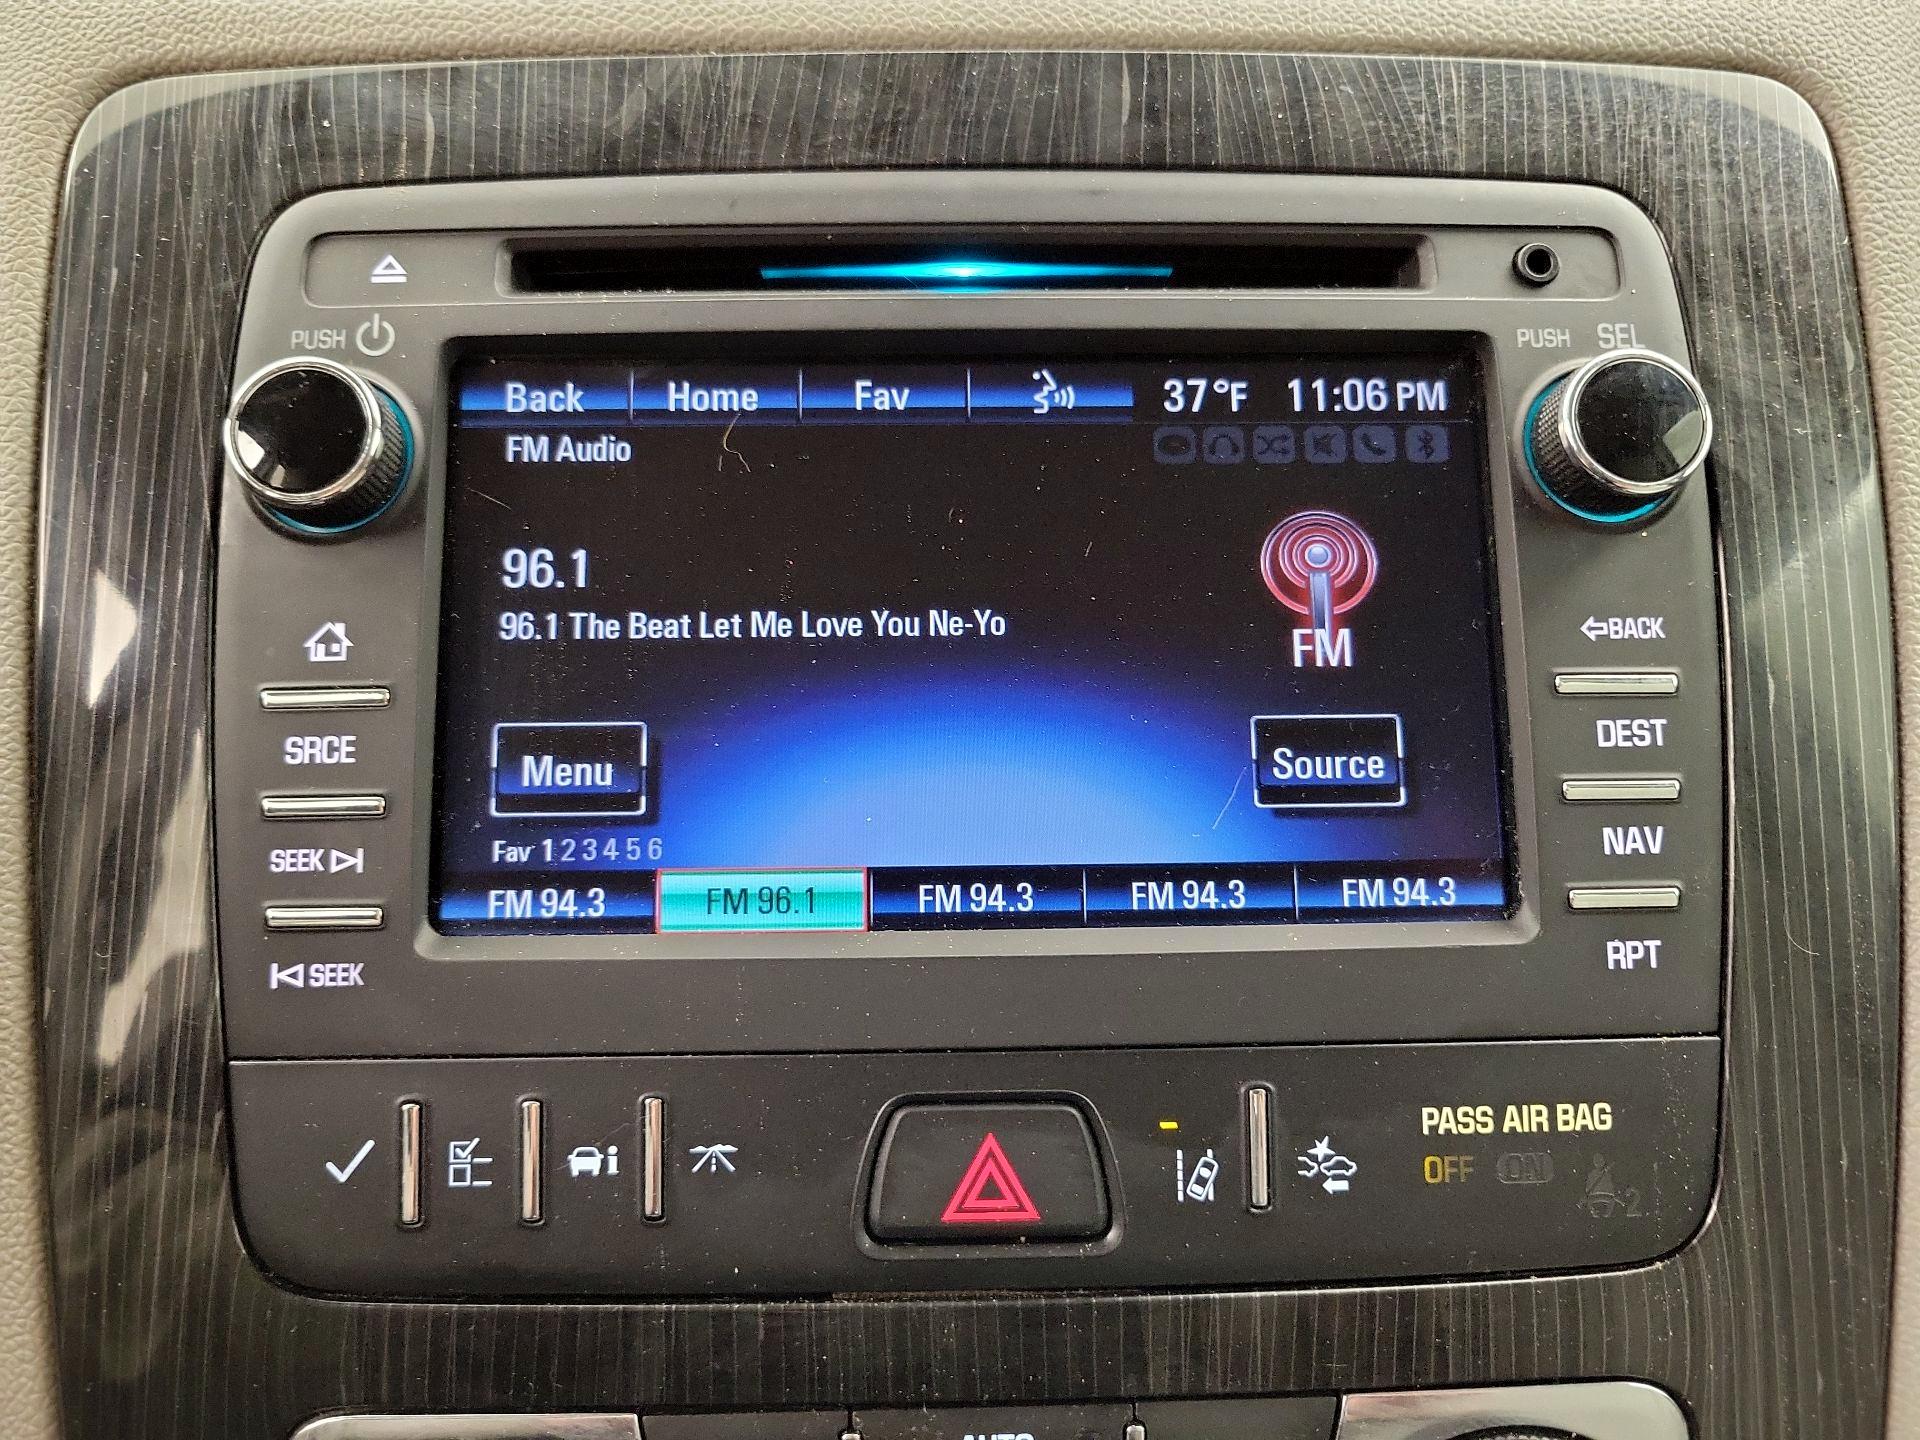 PUSH
PUSH SEL
Back Home Fav 37°F 11:06 PM
FM Audio
96.1
96.1 The Beat Let Me Love You Ne-Yo
FM
BACK
SRCE
Menu
Source
DEST
Fav 1 2 3 4 5 6
SEEK
NAV
FM 94.3 FM 96.1 FM 94.3 FM 94.3 FM 94.3
SEEK
RPT
PASS AIR BAG
OFF ON
2
AUTO